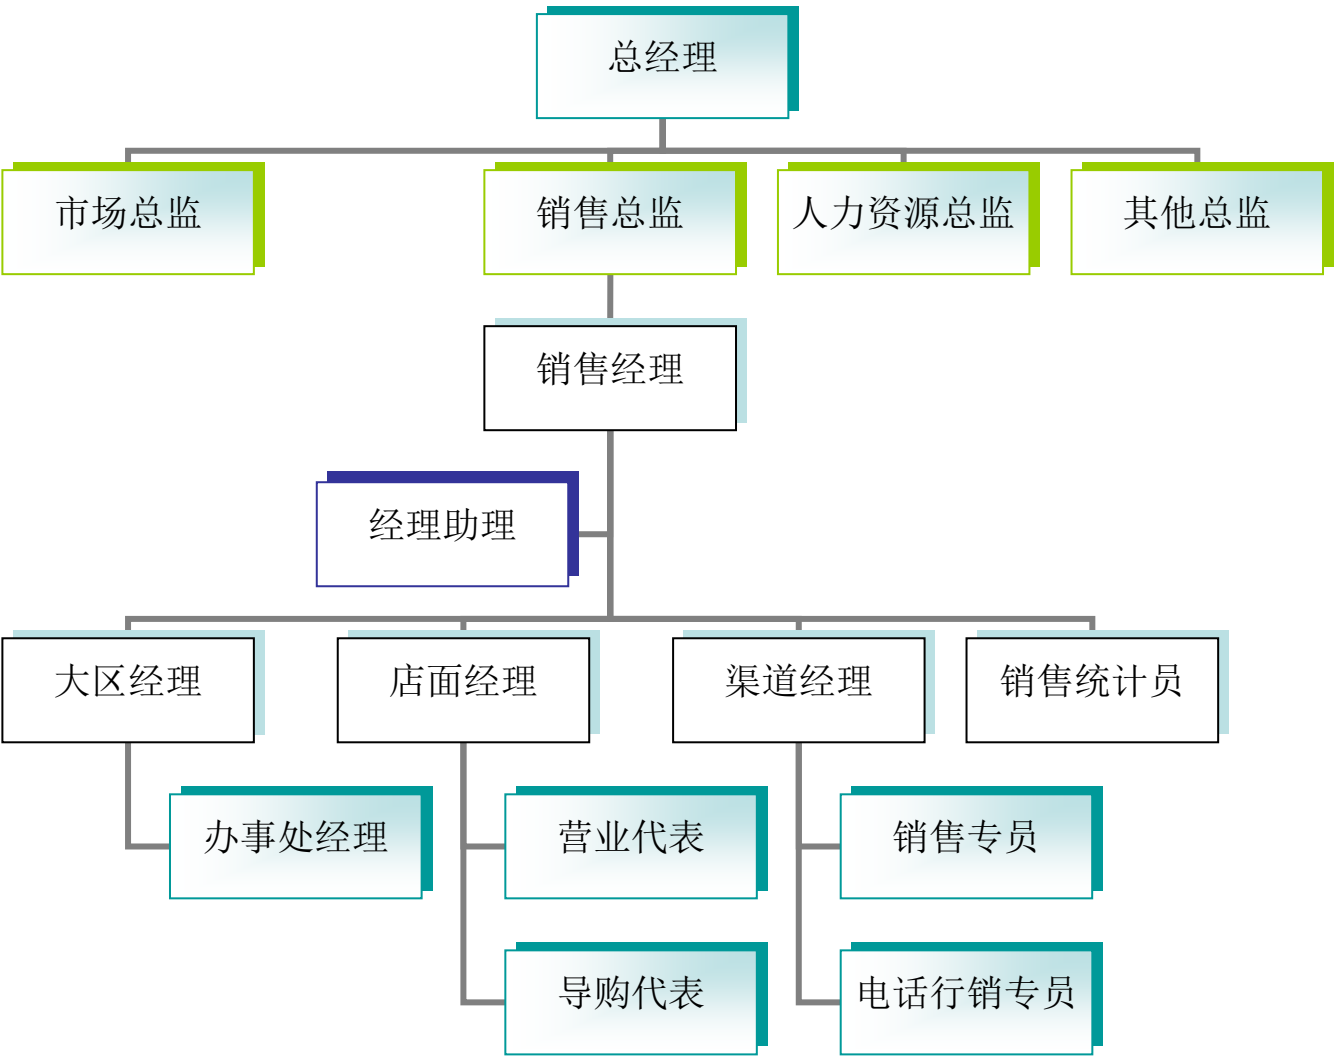 总经理
市场总监
销售总监
人力资源总监
其他总监
销售经理
经理助理
大区经理
店面经理
渠道经理
销售统计员
办事处经理
营业代表
销售专员
导购代表
电话行销专员